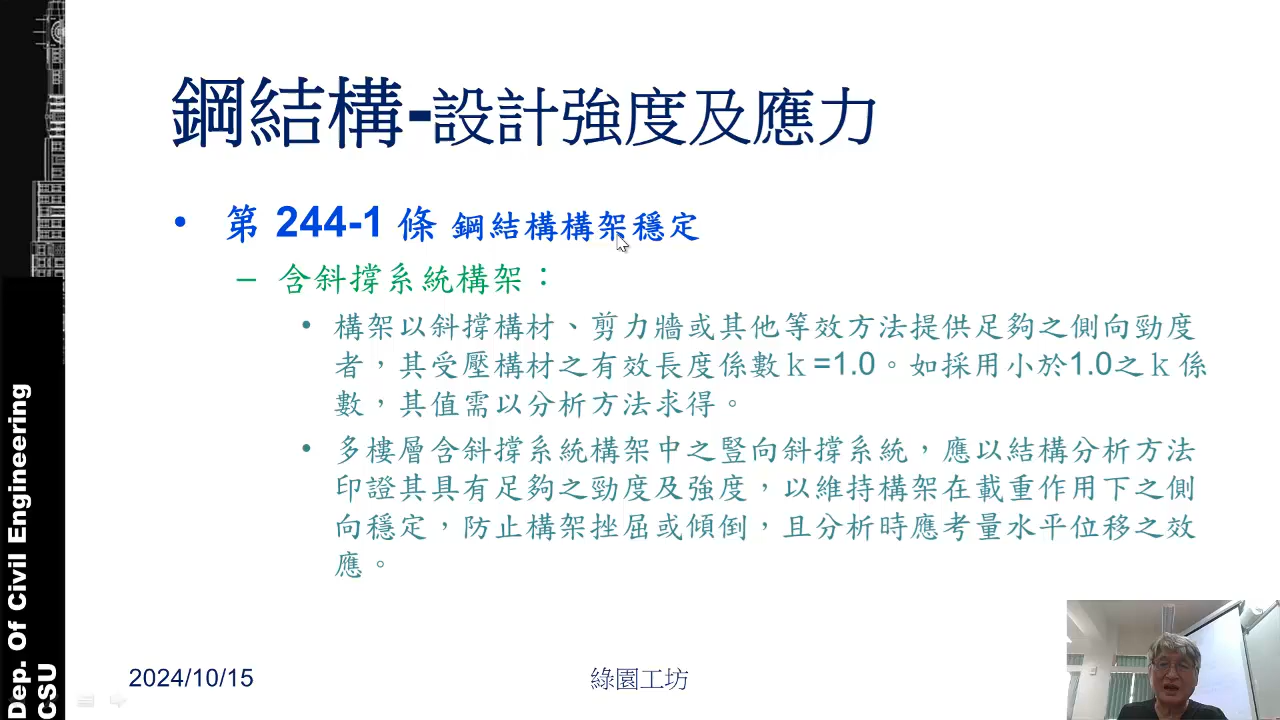 鋼結構-設計強度及應力
• 第 244-1 條 鋼結構構架穩定
– 含斜撐系統構架：
• 構架以斜撐構材、剪力牆或其他等效方法提供足夠之側向勁度
者，其受壓構材之有效長度係數ｋ=1.0。如採用小於1.0之ｋ係
數，其值需以分析方法求得。
• 多樓層含斜撐系統構架中之豎向斜撐系統，應以結構分析方法
印證其具有足夠之勁度及強度，以維持構架在載重作用下之側
向穩定，防止構架挫屈或傾倒，且分析時應考量水平位移之效
應。
2024/10/15
綠園工坊
Dep. Of Civil Engineering
CSU